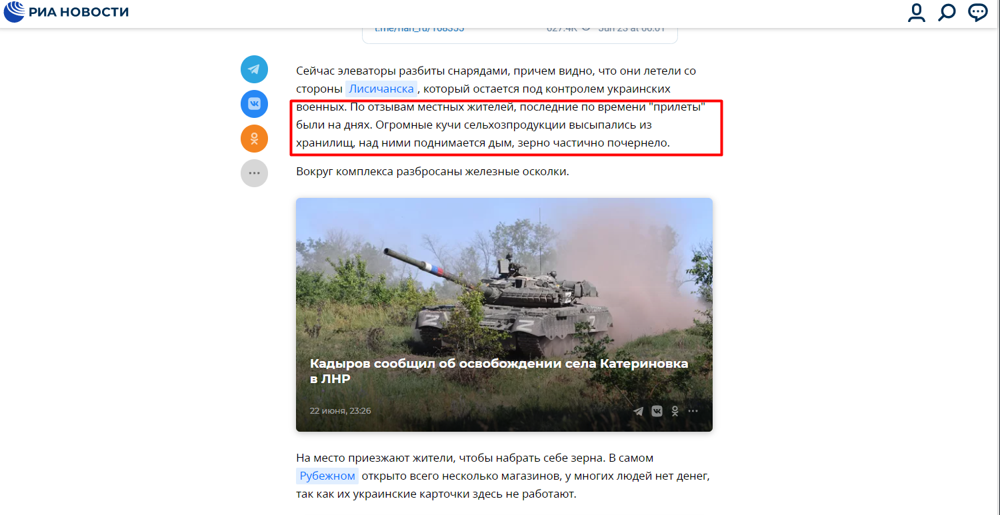 РИА НОВОСТИ
t.me/rian_ru/168355
627.4K Jun 23 at 06:01
Сейчас элеваторы разбиты снарядами, причем видно, что они летели со
стороны Лисичанска, который остается под контролем украинских
военных. По отзывам местных жителей, последние по времени "прилеты"
были на днях. Огромные кучи сельхозпродукции высыпались из
хранилищ, над ними поднимается дым, зерно частично почернело.
Вокруг комплекса разбросаны железные осколки.
Z
Z
Кадыров сообщил об освобождении села Катериновка
в ЛНР
22 июня, 23:26
На место приезжают жители, чтобы набрать себе зерна. В самом
Рубежном открыто всего несколько магазинов, у многих людей нет денег,
так как их украинские карточки здесь не работают.